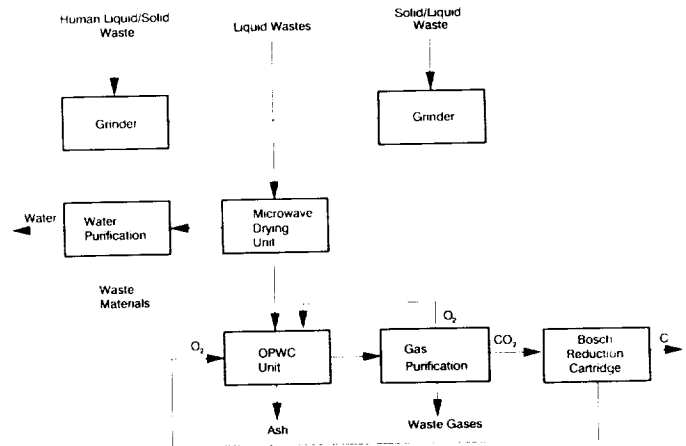 Human Liquid/Solid
Waste
Liquid Wastes
Solid/Liquid
Waste
Grinder
Grinder
Water
Water
Purification
Microwave
Drying
Unit
Waste
Materials
O₂
O₂
OPWC
Unit
Gas
Purification
CO₂
Bosch
Reduction
Cartridge
C
Ash
Waste Gases